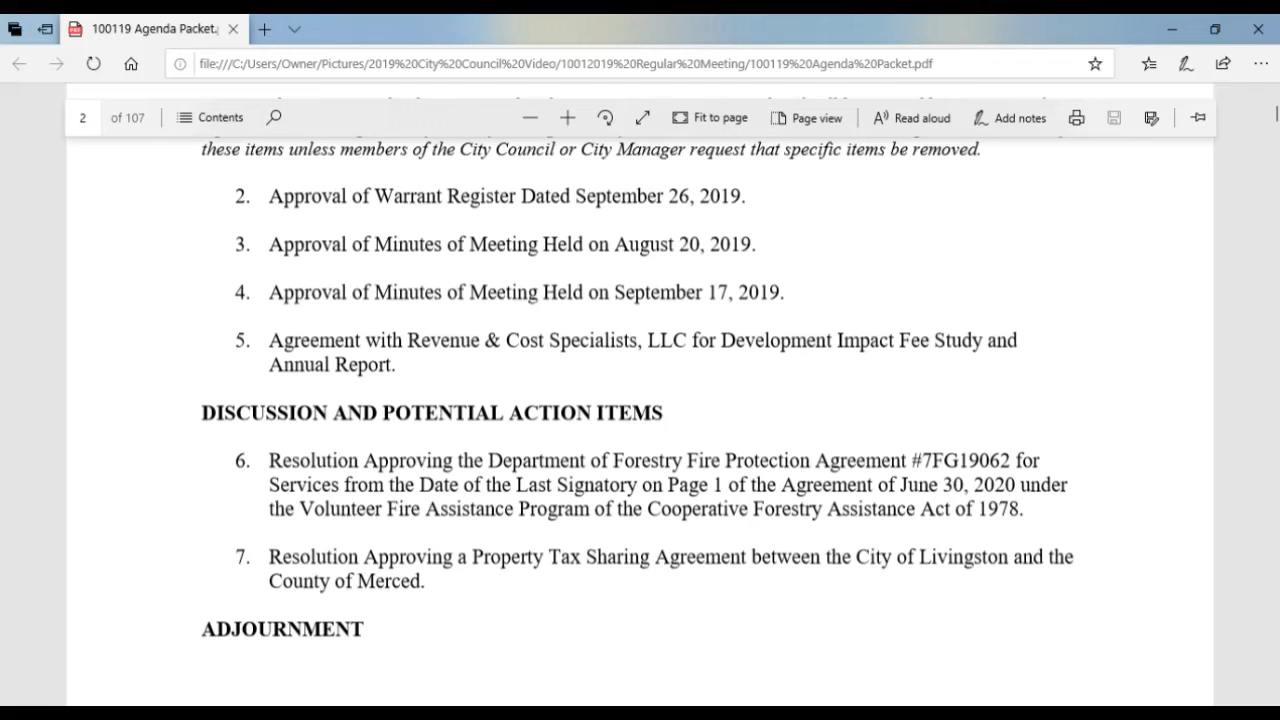 100119 Agenda Packet.
file:///C:/Users/Owner/Pictures/2019%20City%20Council%20Video/10012019%20Regular%20Meeting/100119%20Agenda%20Packet.pdf
2 of 107 Contents Fit to page Page view Read aloud Add notes
these items unless members of the City Council or City Manager request that specific items be removed.
2. Approval of Warrant Register Dated September 26, 2019.
3. Approval of Minutes of Meeting Held on August 20, 2019.
4. Approval of Minutes of Meeting Held on September 17, 2019.
5. Agreement with Revenue & Cost Specialists, LLC for Development Impact Fee Study and
Annual Report.
DISCUSSION AND POTENTIAL ACTION ITEMS
6. Resolution Approving the Department of Forestry Fire Protection Agreement #7FG19062 for
Services from the Date of the Last Signatory on Page 1 of the Agreement of June 30, 2020 under
the Volunteer Fire Assistance Program of the Cooperative Forestry Assistance Act of 1978.
7. Resolution Approving a Property Tax Sharing Agreement between the City of Livingston and the
County of Merced.
ADJOURNMENT